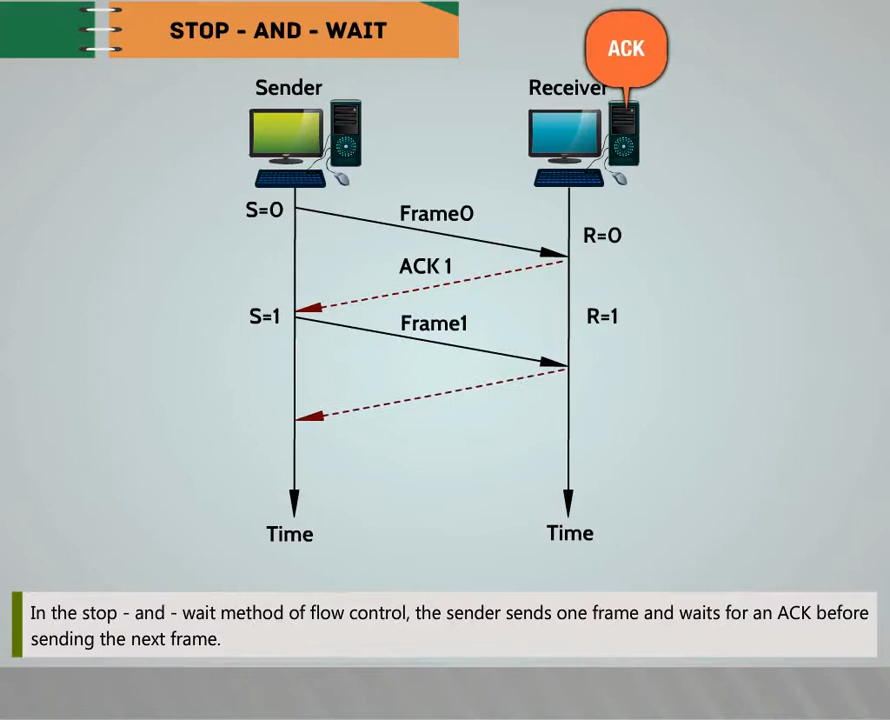 STOP - AND - WAIT
ACK
Sender
Receiver
S=0
Frame0
R=0
ACK 1
S=1
Frame1
R=1
Time
Time
In the stop - and - wait method of flow control, the sender sends one frame and waits for an ACK before
sending the next frame.